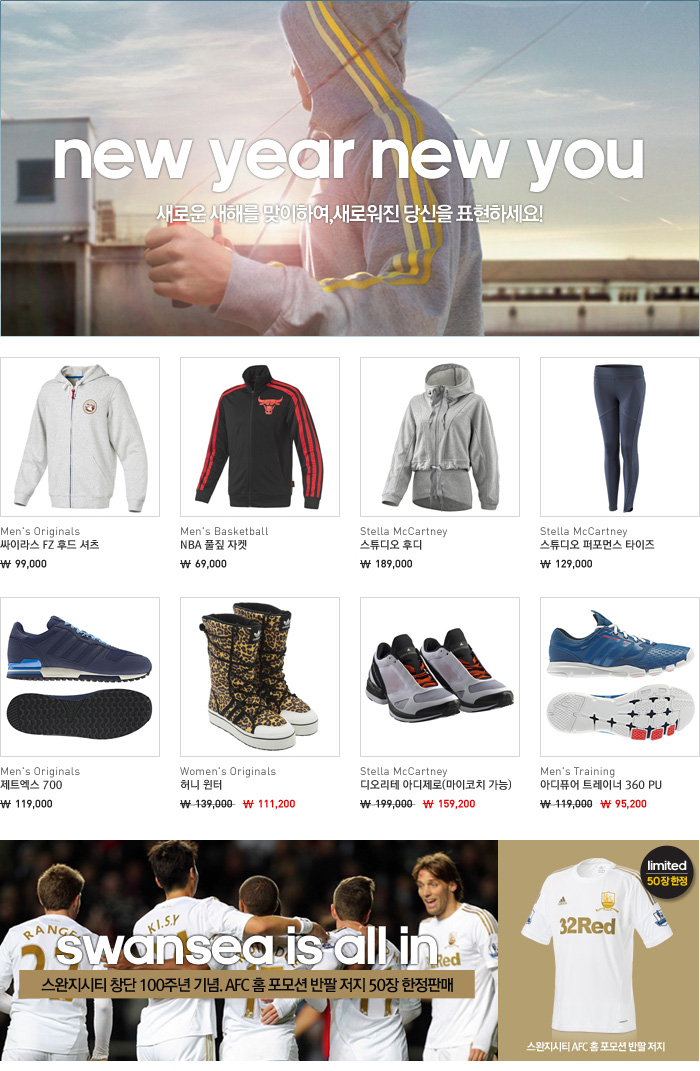 new year new you
새로운 새해를 맞이하여,새로워진 당신을 표현하세요!
Men's Originals
싸이라스 FZ 후드 셔츠
₩ 99,000
Men's Basketball
NBA 풀짚 자켓
₩ 69,000
Stella McCartney
스튜디오 후디
₩ 189,000
Stella McCartney
스튜디오 퍼포먼스 타이즈
₩ 129,000
Men's Originals
제트엑스 700
₩ 119,000
Women's Originals
허니 윈터
₩ 139,000 ₩ 111,200
Stella McCartney
디오리테 아디제로(마이코치 가능)
₩ 199,000 ₩ 159,200
Men's Training
아디퓨어 트레이너 360 PU
₩ 119,000 ₩ 95,200
RANGE
KI.S.Y
swansea is all in
스완지시티 창단 100주년 기념. AFC 홈 포모션 반팔 저지 50장 한정판매
32Red
limited
50장 한정
adidas
32Red
스완지시티 AFC 홈 포모션 반팔 저지